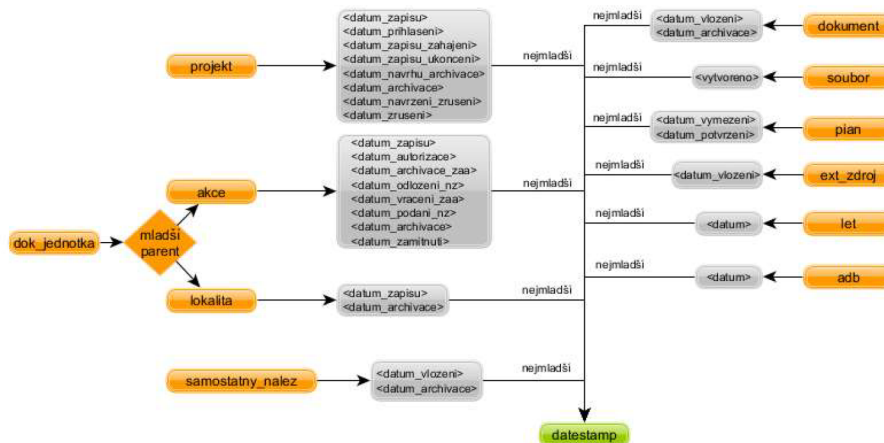 projekt
<datum_zapisu>
<datum_prihlaseni>
<datum_zapisu_zahajeni>
<datum_zapisu_ukonceni>
<datum_navrhu_archivace>
<datum_archivace>
<datum_navrzeni_zruseni>
<datum_zruseni>
nejmladší
dok_jednotka
mladší
parent
akce
<datum_zapisu>
<datum_autorizace>
<datum_archivace_zaa>
<datum_odlozeni_nz>
<datum_vraceni_zaa>
<datum_podani_nz>
<datum_archivace>
<datum_zamitnuti>
nejmladší
lokalita
<datum_zapisu>
<datum_archivace>
nejmladší
samostatny_nalez
<datum_vlozeni>
<datum_archivace>
nejmladší
nejmladší
<datum_vlozeni>
<datum_archivace>
dokument
nejmladší
<vytvoreno>
soubor
nejmladší
<datum_vymezeni>
<datum_potvrzeni>
pian
nejmladší
<datum_vlozeni>
ext_zdroj
nejmladší
<datum>
let
nejmladší
<datum>
adb
datestamp